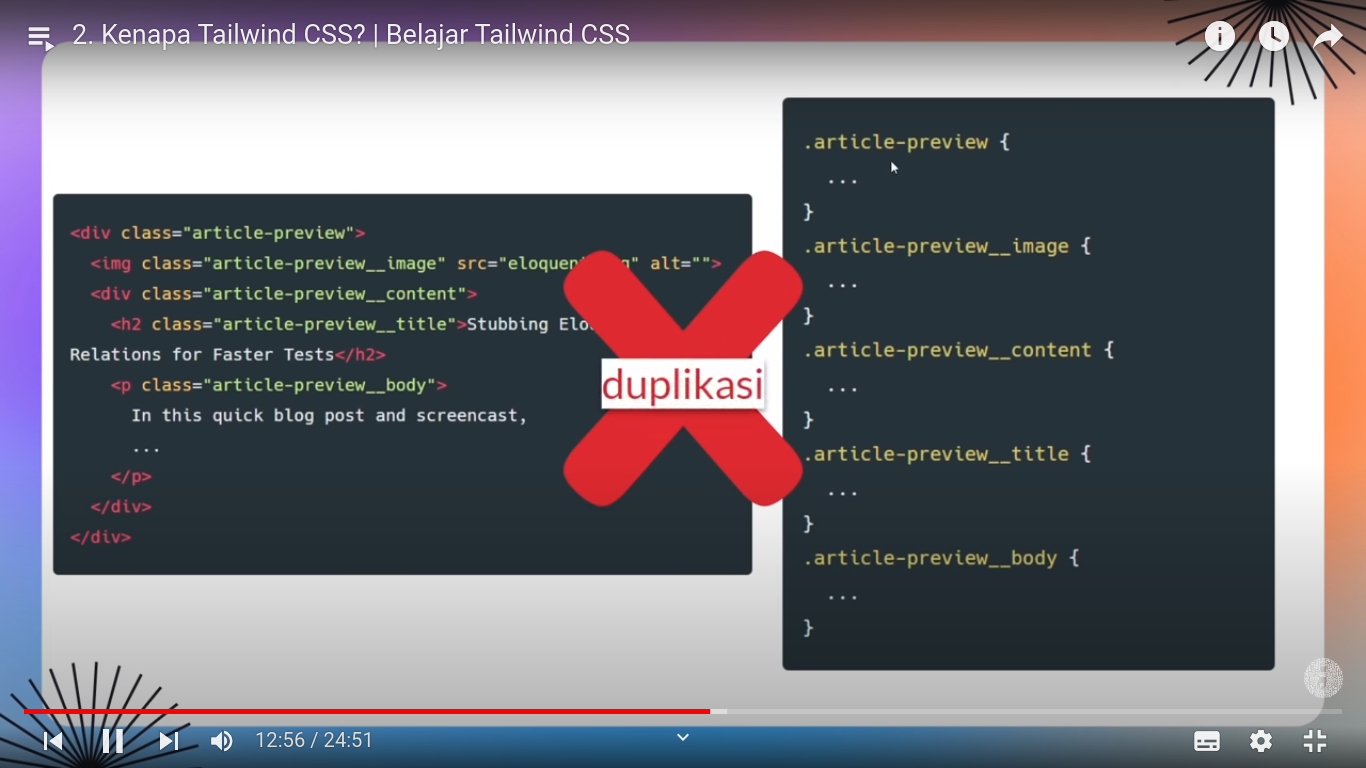 2. Kenapa Tailwind CSS? | Belajar Tailwind CSS
<div class="article-preview">
<img class="article-preview__image" src="eloquen g" alt="">
<div class="article-preview__content">
<h2 class="article-preview__title">Stubbing
Relations for Faster Tests</h2>
<p class="article-preview__body">
In this quick blog post and screencast,
...
</p>
</div>
</div>
duplikasi
.article-preview {
...
}
.article-preview__image {
...
}
.article-preview__content {
...
}
.article-preview__title {
...
}
.article-preview__body {
...
}
12:56 / 24:51